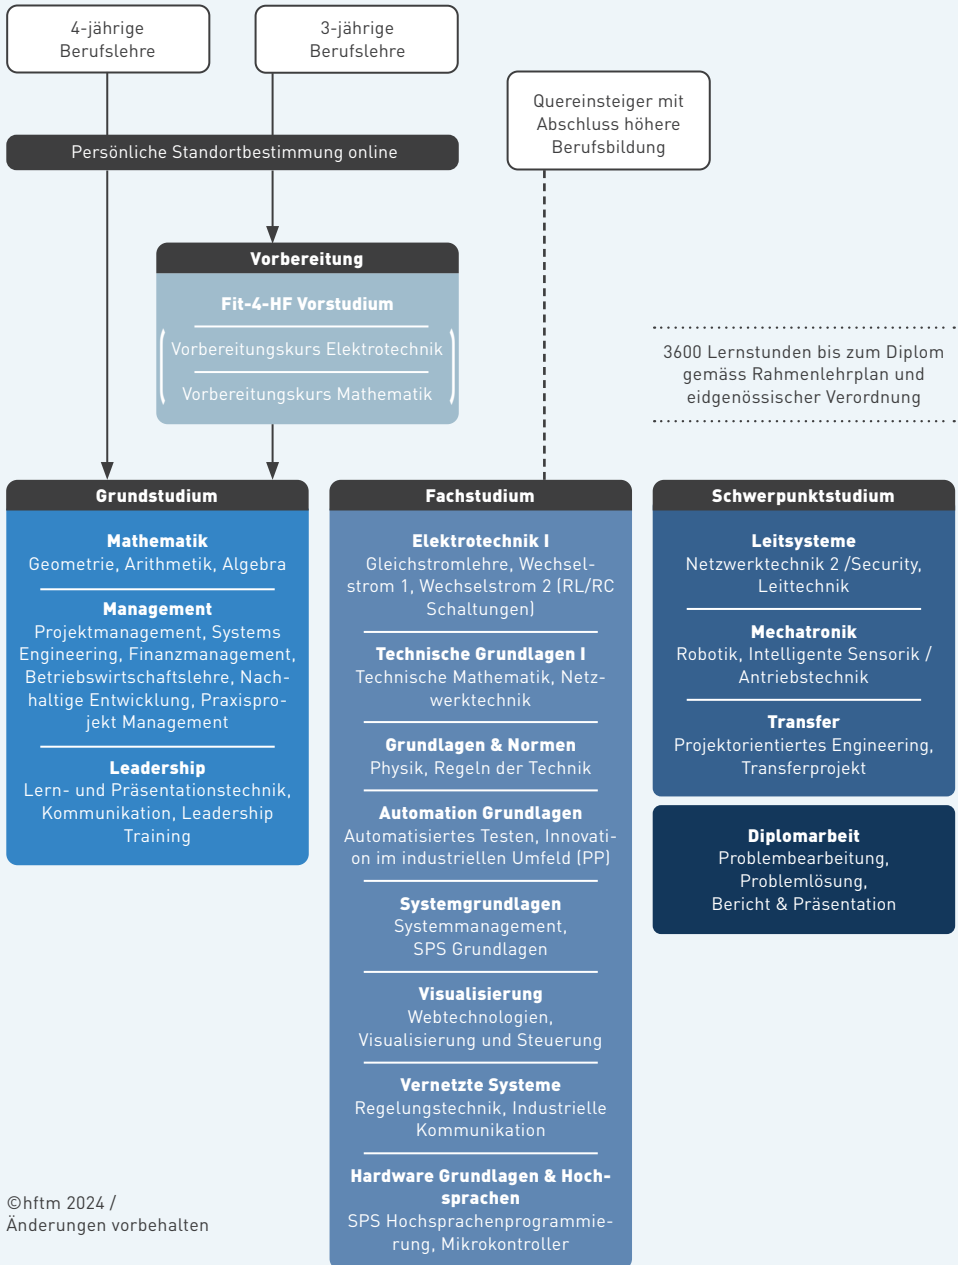 4-jährige
Berufslehre
3-jährige
Berufslehre
Quereinsteiger mit
Abschluss höhere
Berufsbildung
Persönliche Standortbestimmung online
Vorbereitung
Fit-4-HF Vorstudium
Vorbereitungskurs Elektrotechnik
Vorbereitungskurs Mathematik
3600 Lernstunden bis zum Diplom
gemäss Rahmenlehrplan und
eidgenössischer Verordnung
Grundstudium
Mathematik
Geometrie, Arithmetik, Algebra
Management
Projektmanagement, Systems
Engineering, Finanzmanagement,
Betriebswirtschaftslehre, Nach-
haltige Entwicklung, Praxispro-
jekt Management
Leadership
Lern- und Präsentationstechnik,
Kommunikation, Leadership
Training
Fachstudium
Elektrotechnik I
Gleichstromlehre, Wechsel-
strom 1, Wechselstrom 2 (RL/RC
Schaltungen)
Technische Grundlagen I
Technische Mathematik, Netz-
werktechnik
Grundlagen & Normen
Physik, Regeln der Technik
Automation Grundlagen
Automatisiertes Testen, Innovati-
on im industriellen Umfeld (PP)
Systemgrundlagen
Systemmanagement,
SPS Grundlagen
Visualisierung
Webtechnologien,
Visualisierung und Steuerung
Vernetzte Systeme
Regelungstechnik, Industrielle
Kommunikation
Hardware Grundlagen & Hoch-
sprachen
SPS Hochsprachenprogrammie-
rung, Mikrokontroller
Schwerpunktstudium
Leitsysteme
Netzwerktechnik 2 /Security,
Leittechnik
Mechatronik
Robotik, Intelligente Sensorik /
Antriebstechnik
Transfer
Projektorientiertes Engineering,
Transferprojekt
Diplomarbeit
Problembearbeitung,
Problemlösung,
Bericht & Präsentation
©hftm 2024 /
Änderungen vorbehalten